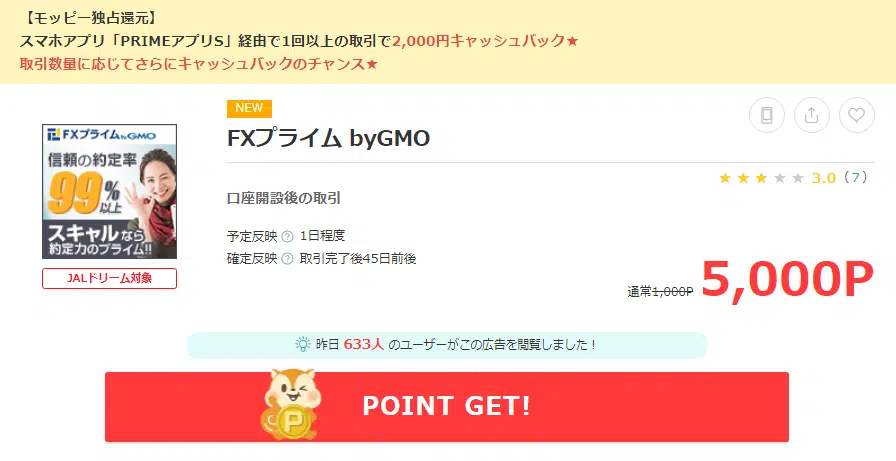 【モッピー独占還元】
スマホアプリ「PRIMEアプリS」経由で1回以上の取引で2,000円キャッシュバック★
取引数量に応じてさらにキャッシュバックのチャンス★
NEW
FXプライム byGMO
FXプライム byGMO
信頼の約定率
99%以上
スキャルなら
約定力のプライム!!
JALドリーム対象
★★★★★ 3.0（7）
口座開設後の取引
予定反映 ? 1日程度
確定反映 ? 取引完了後45日前後
通常1,000P 5,000P
昨日 633人 のユーザーがこの広告を閲覧しました！
P
POINT GET!